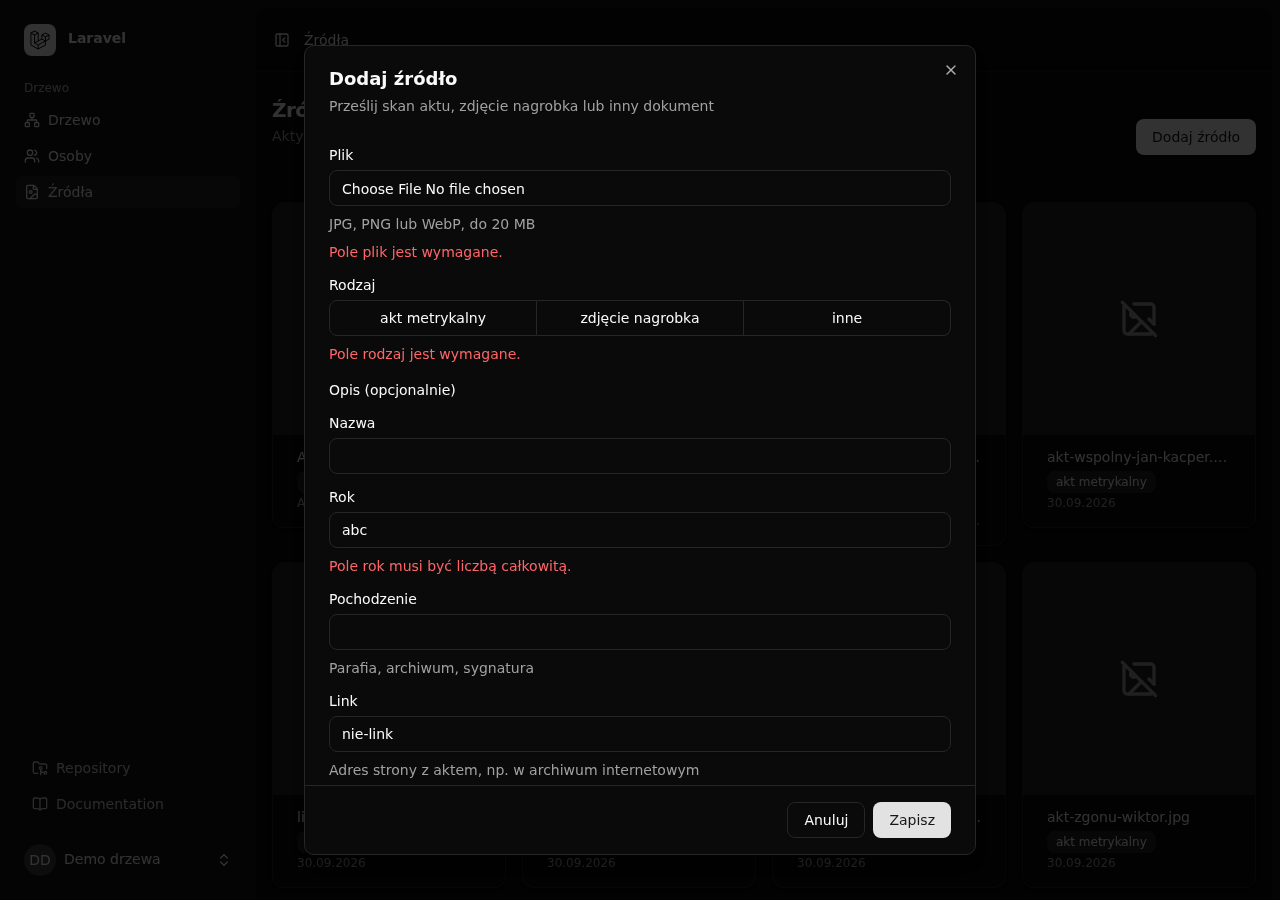 Laravel
Źródła
Drzewo
Drzewo
Osoby
Źródła
Dodaj źródło
Dodaj źródło
Prześlij skan aktu, zdjęcie nagrobka lub inny dokument
Plik
Choose File No file chosen
JPG, PNG lub WebP, do 20 MB
Pole plik jest wymagane.
Rodzaj
akt metrykalny zdjęcie nagrobka inne
Pole rodzaj jest wymagane.
Opis (opcjonalnie)
Nazwa
Rok
abc
Pole rok musi być liczbą całkowitą.
Pochodzenie
Parafia, archiwum, sygnatura
Link
nie-link
Adres strony z aktem, np. w archiwum internetowym
Anuluj Zapisz
akt-wspolny-jan-kacper....
akt metrykalny
30.09.2026
akt-zgonu-wiktor.jpg
akt metrykalny
30.09.2026 30.09.2026 30.09.2026 30.09.2026
Repository
Documentation
DD Demo drzewa